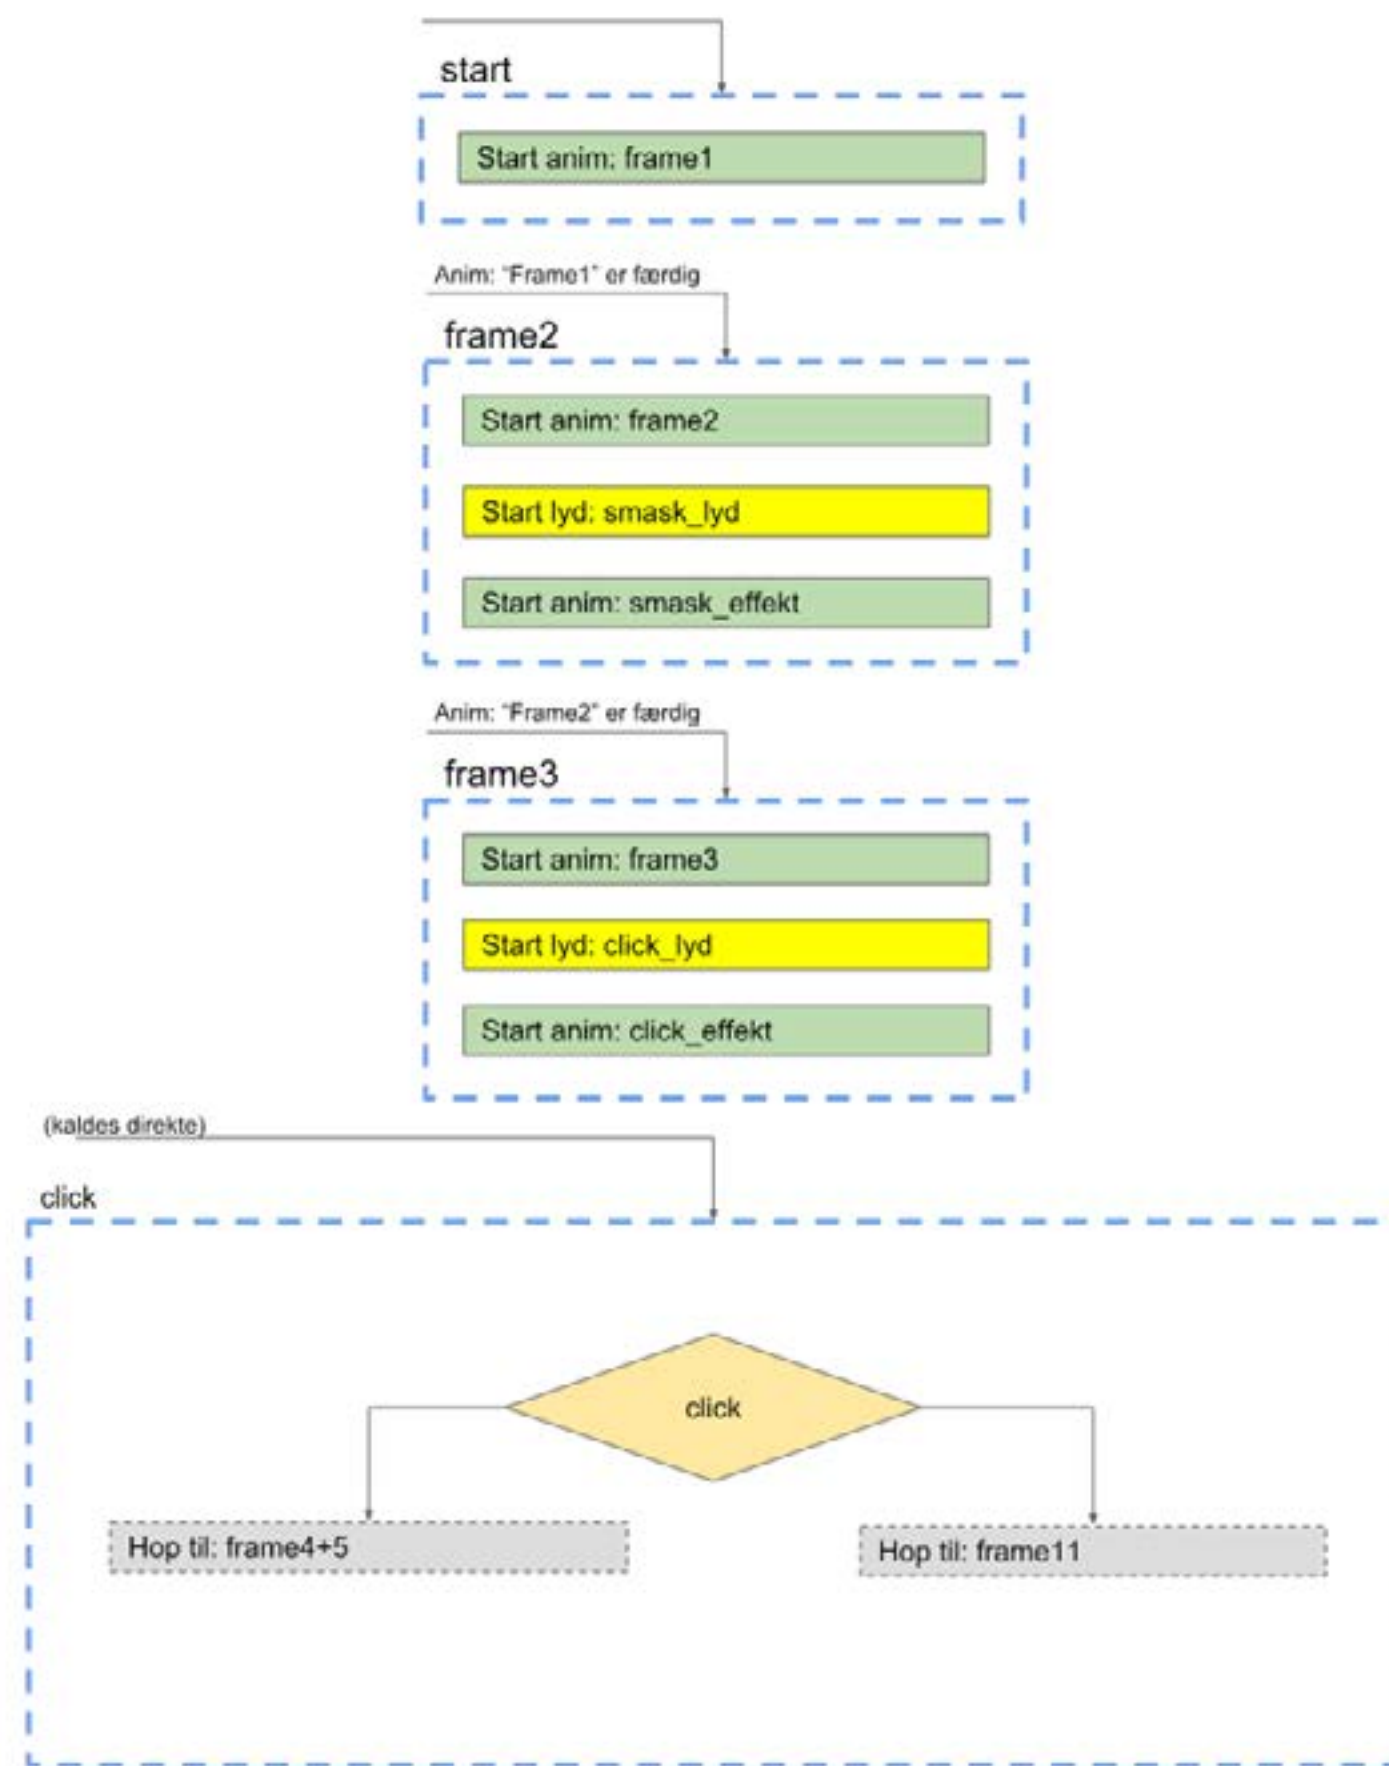 start
Start anim: frame1
Anim: "Frame1" er færdig
frame2
Start anim: frame2
Start lyd: smask_lyd
Start anim: smask_effekt
Anim: "Frame2" er færdig
frame3
Start anim: frame3
Start lyd: click_lyd
Start anim: click_effekt
(kaldes direkte)
click
click
Hop til: frame4+5
Hop til: frame11